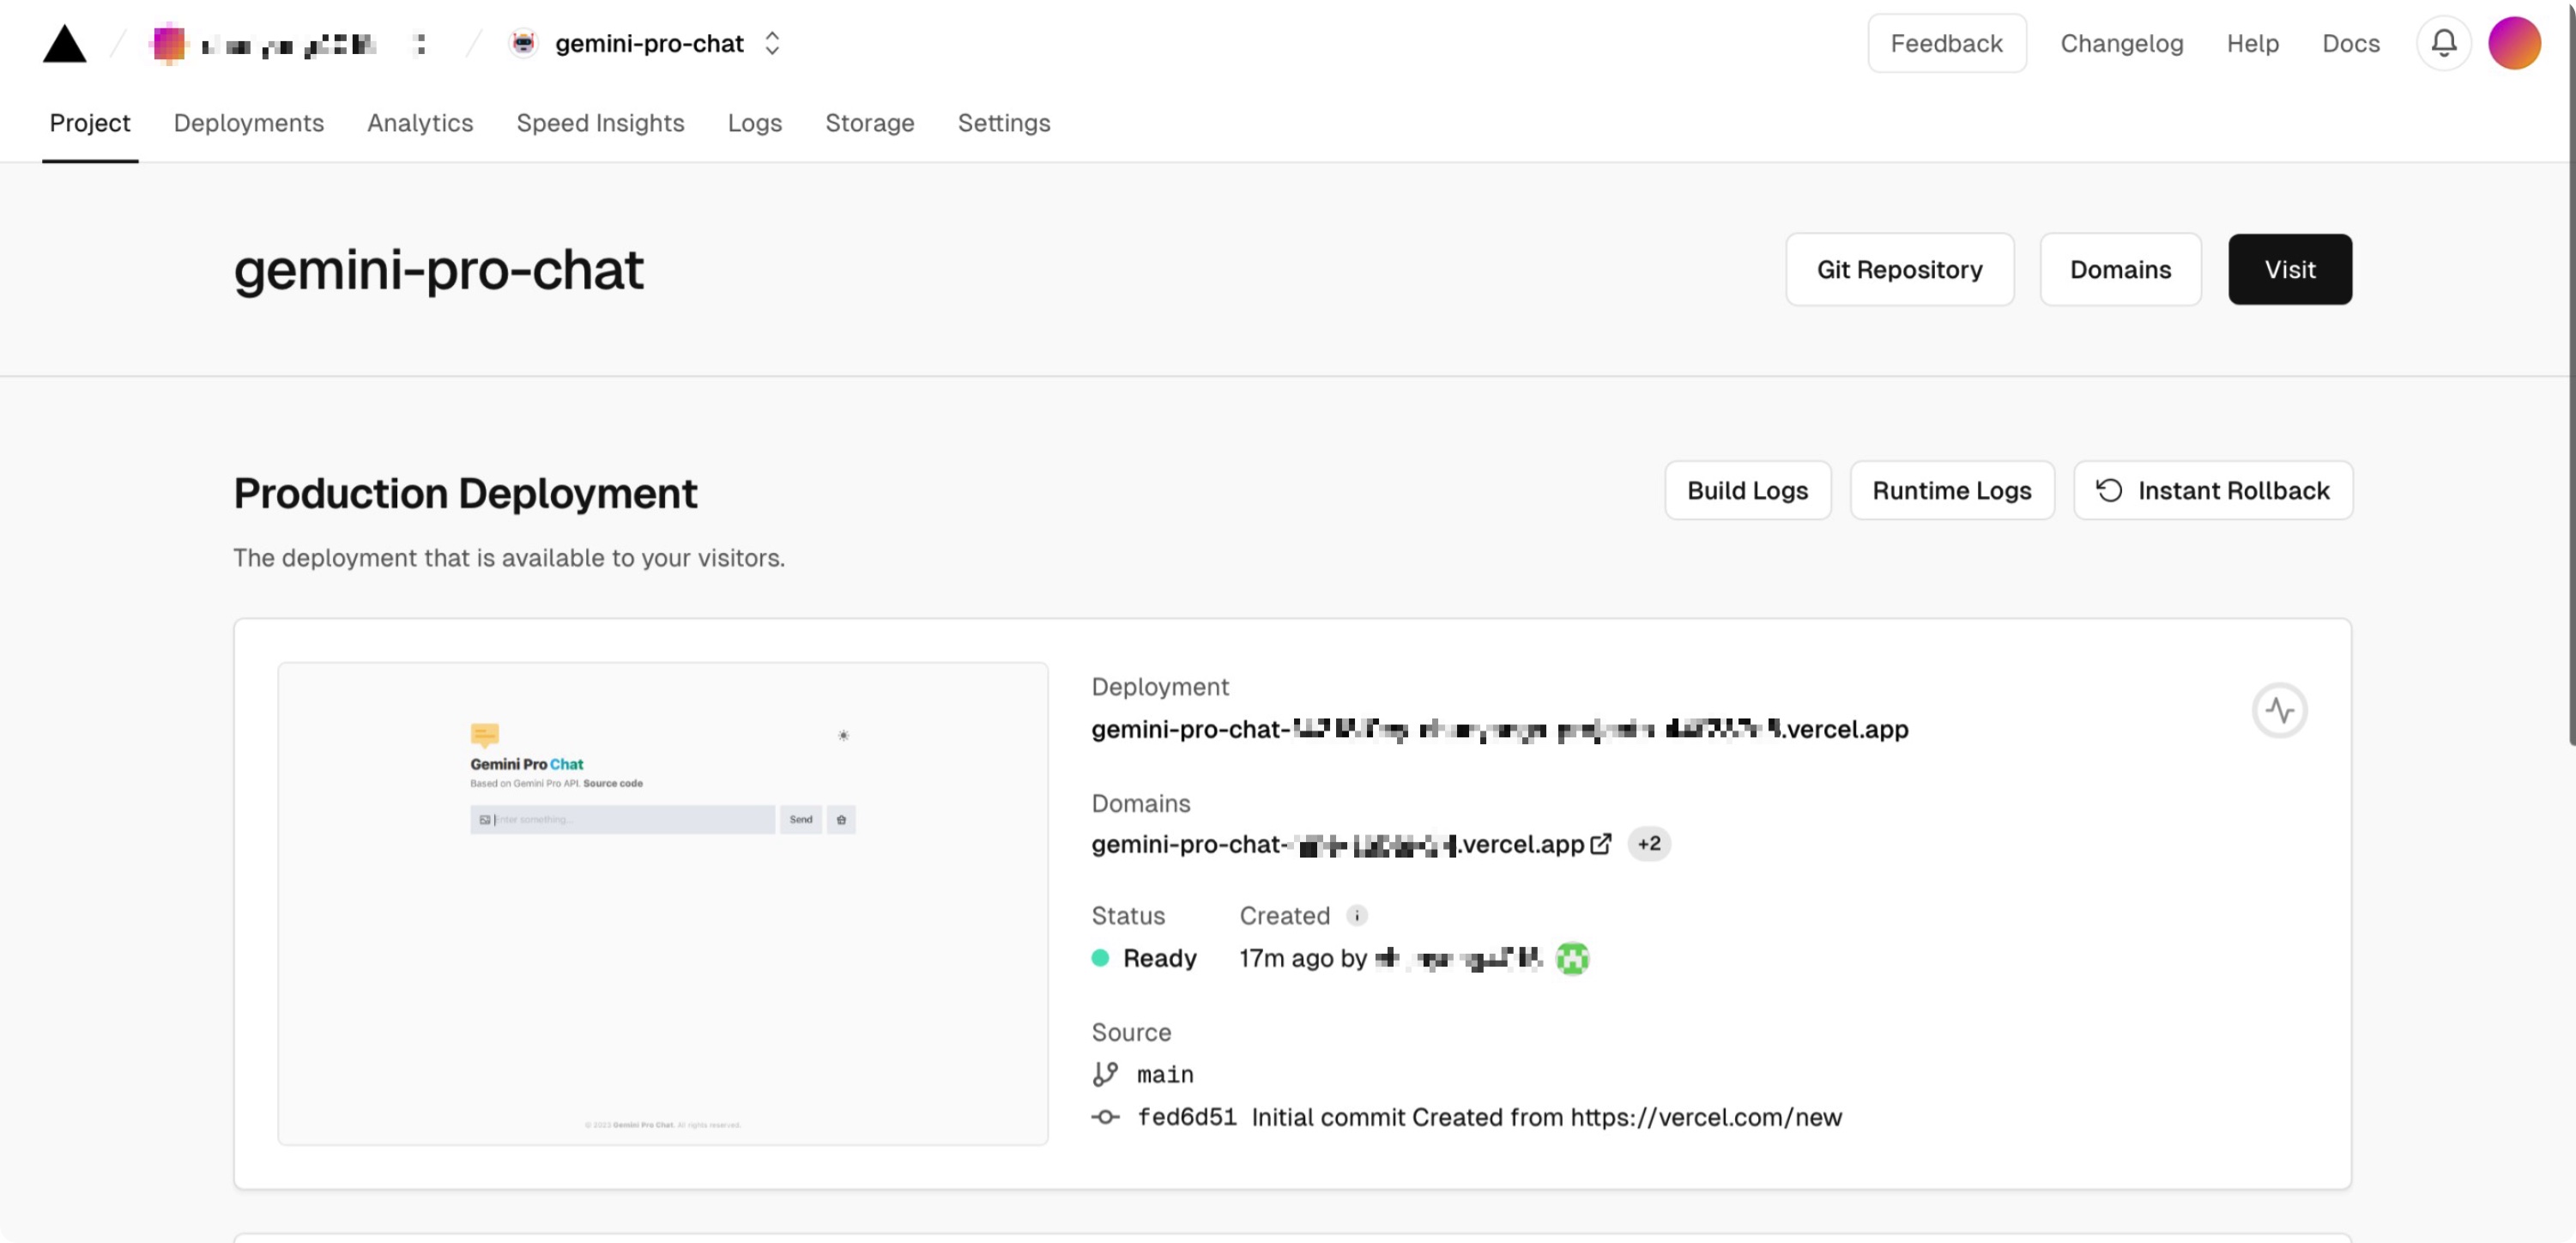 gemini-pro-chat
Feedback
Changelog
Help
Docs
Project
Deployments
Analytics
Speed Insights
Logs
Storage
Settings
gemini-pro-chat
Git Repository
Domains
Visit
Production Deployment
Build Logs
Runtime Logs
Instant Rollback
The deployment that is available to your visitors.
Gemini Pro Chat
Based on Gemini Pro API. Source code
Enter something...
Send
© 2023 Gemini Pro Chat. All rights reserved.
Deployment
gemini-pro-chat- .vercel.app
Domains
gemini-pro-chat- .vercel.app +2
Status
Created
Ready
17m ago by
Source
main
fed6d51 Initial commit Created from https://vercel.com/new